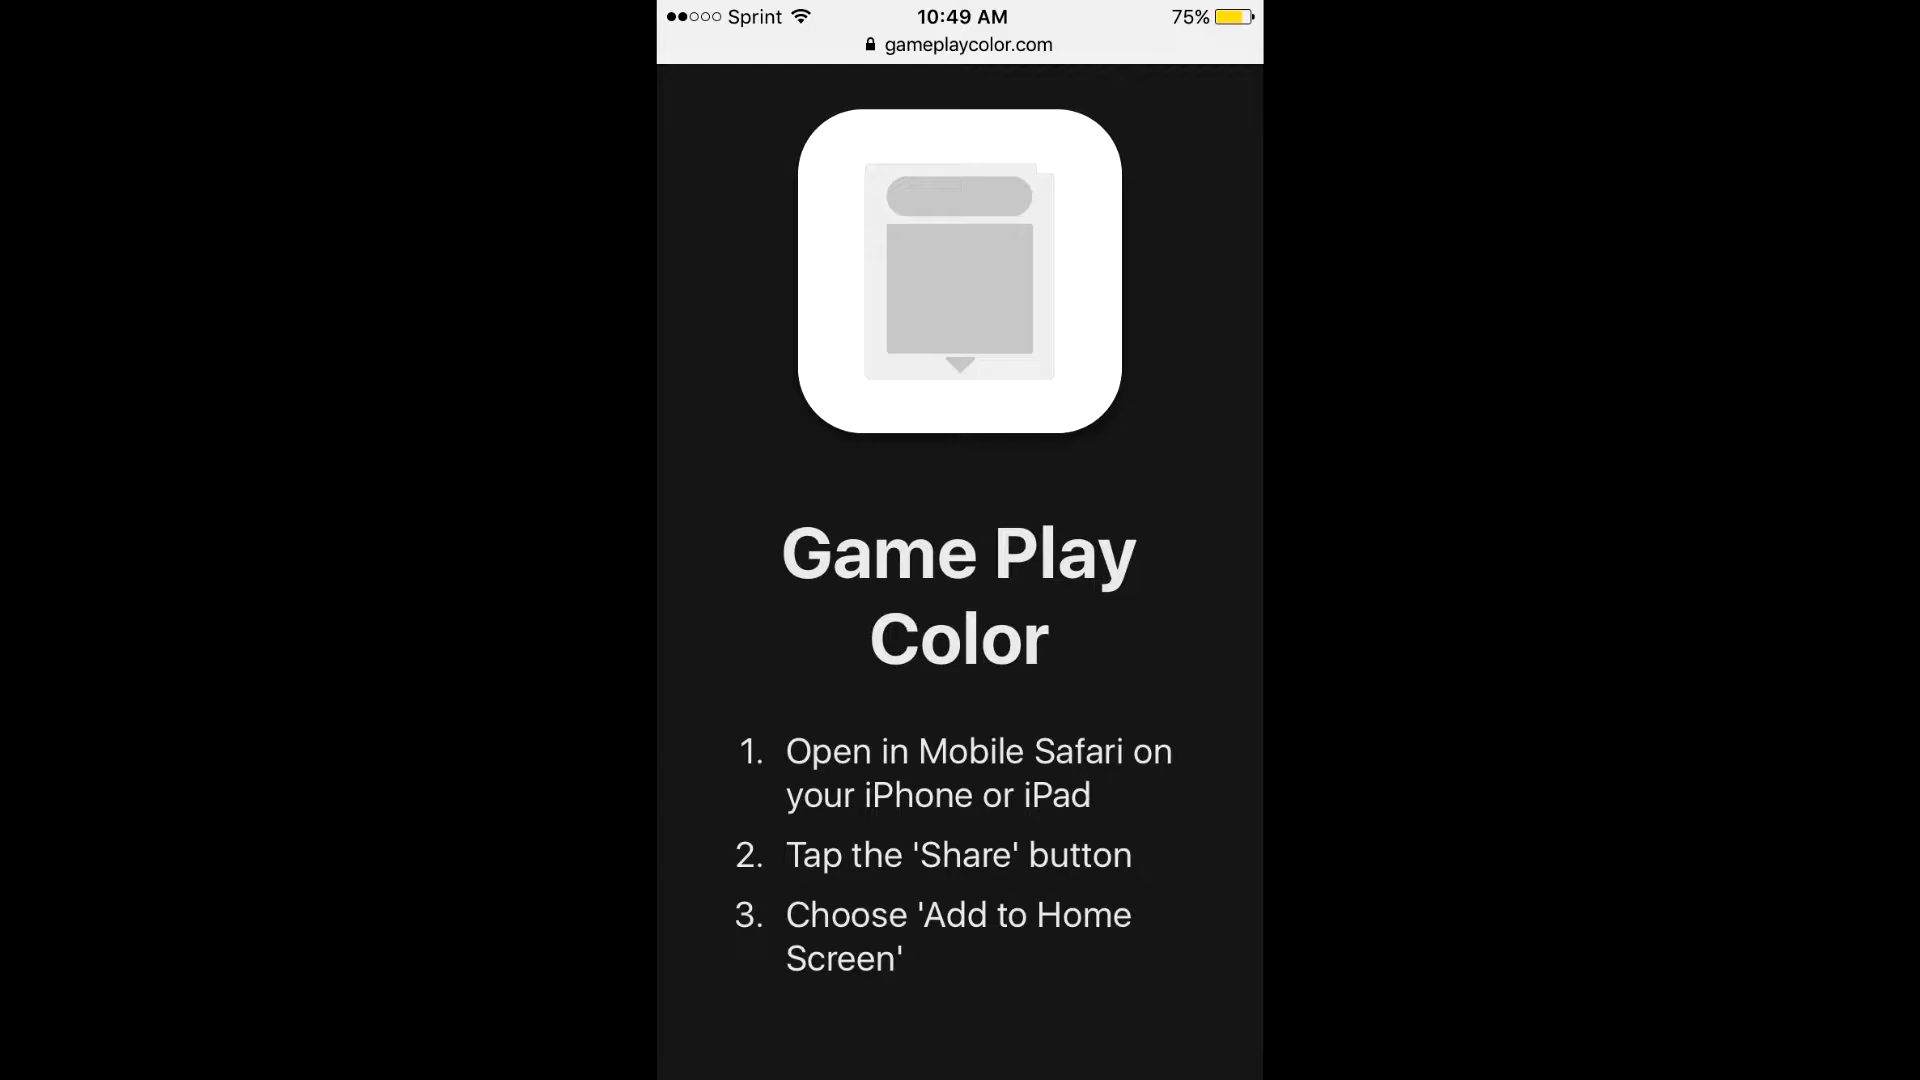 Sprint 10:49 AM 75%
gameplaycolor.com
Game Play
Color
1. Open in Mobile Safari on
your iPhone or iPad
2. Tap the 'Share' button
3. Choose 'Add to Home
Screen'